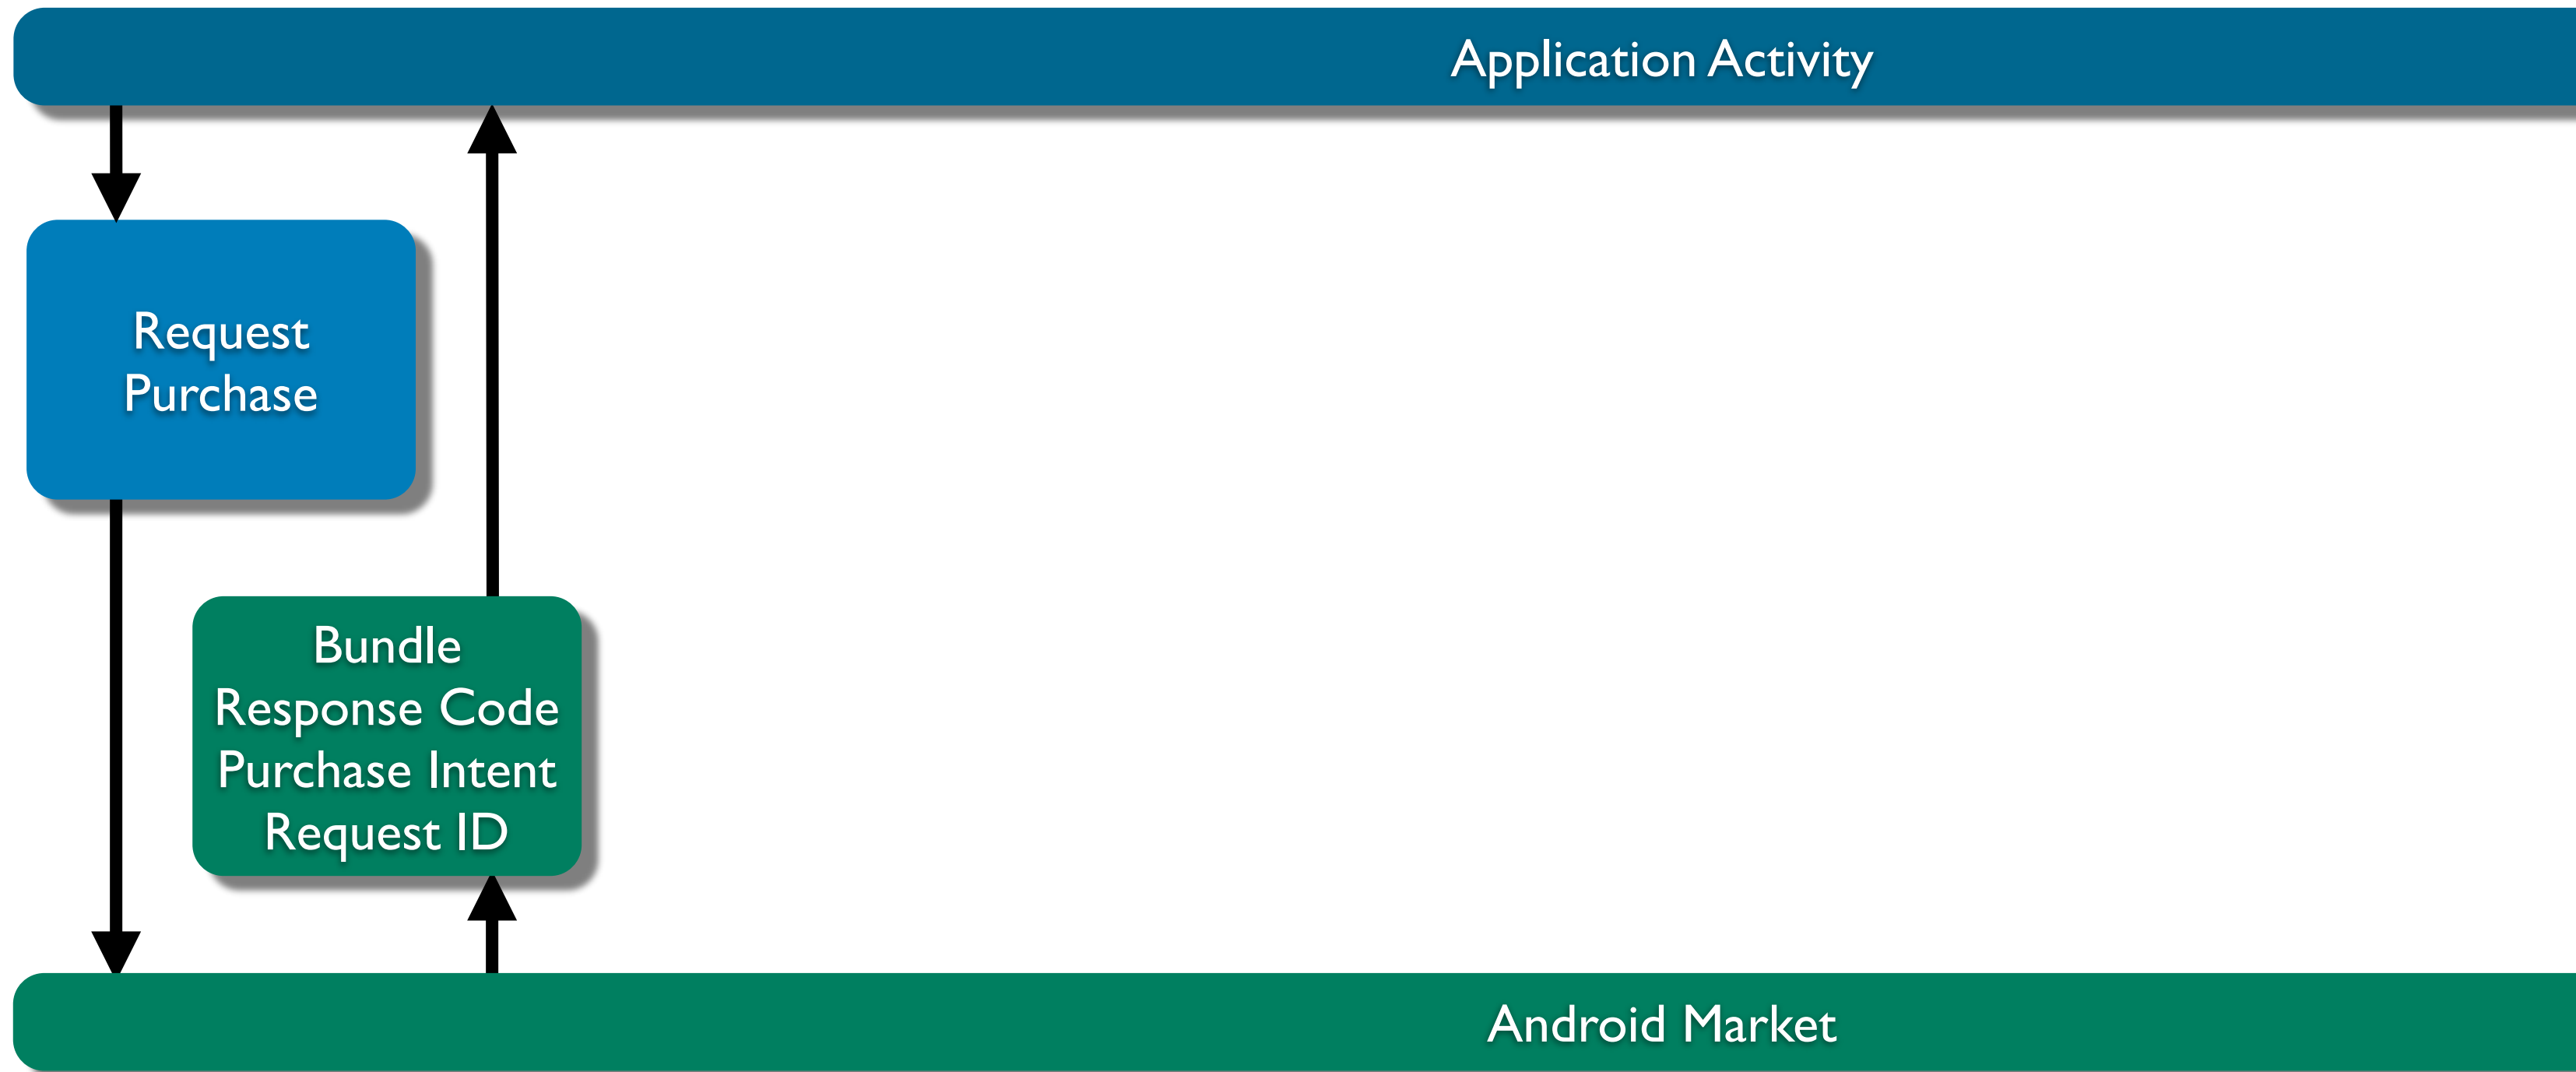 Application Activity
Request
Purchase
Bundle
Response Code
Purchase Intent
Request ID
Android Market